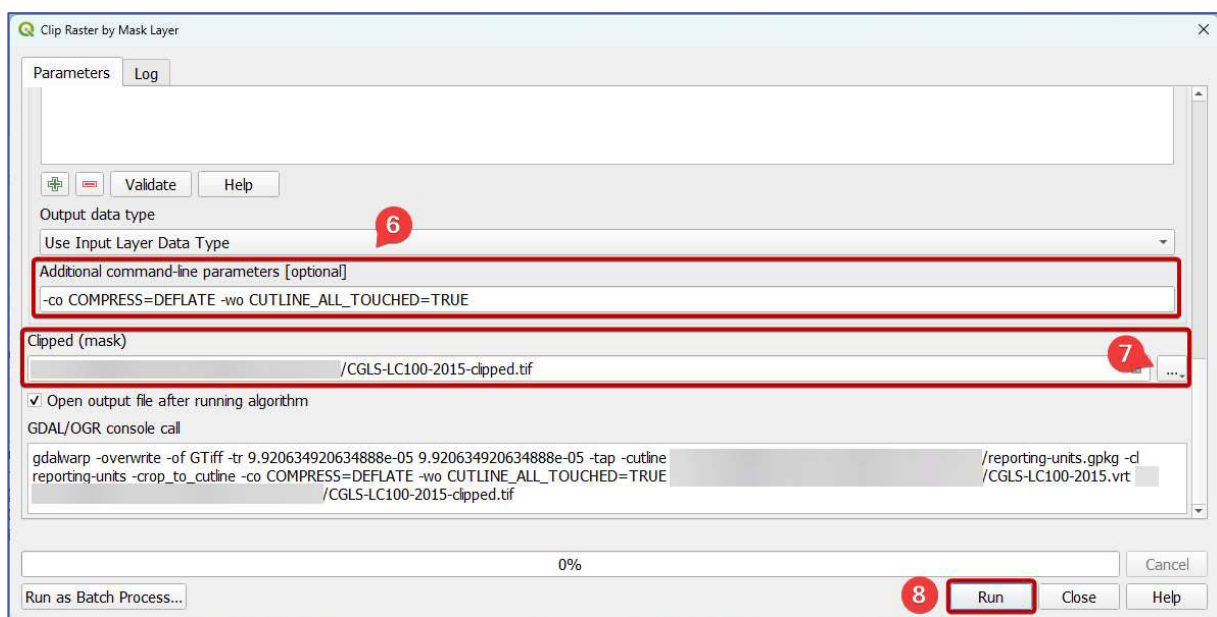 Clip Raster by Mask Layer
Parameters Log
Validate Help
Output data type
6
Use Input Layer Data Type
Additional command-line parameters [optional]
-co COMPRESS=DEFLATE -wo CUTLINE_ALL_TOUCHED=TRUE
Clipped (mask)
7
/CGLS-LC100-2015-clipped.tif ...
Open output file after running algorithm
GDAL/OGR console call
gdalwarp -overwrite -of GTiff -tr 9.920634920634888e-05 9.920634920634888e-05 -tap -cutline /reporting-units.gpkg -cl
reporting-units -crop_to_cutline -co COMPRESS=DEFLATE -wo CUTLINE_ALL_TOUCHED=TRUE /CGLS-LC100-2015.vrt
/CGLS-LC100-2015-clipped.tif
0% Cancel
Run as Batch Process... 8 Run Close Help